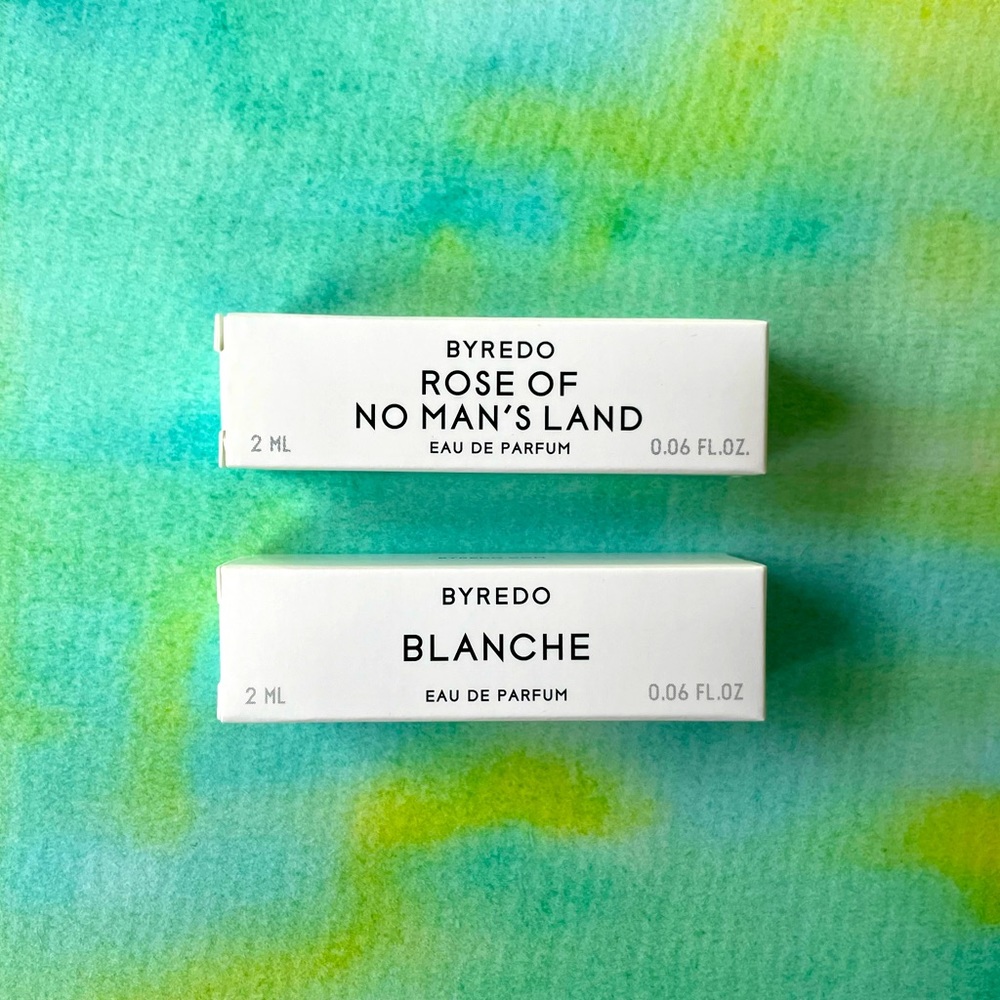 BYREDO
ROSE OF
NO MAN'S LAND
2 ML EAU DE PARFUM 0.06 FL.OZ.
BYREDO
BLANCHE
2 ML EAU DE PARFUM 0.06 FL.OZ